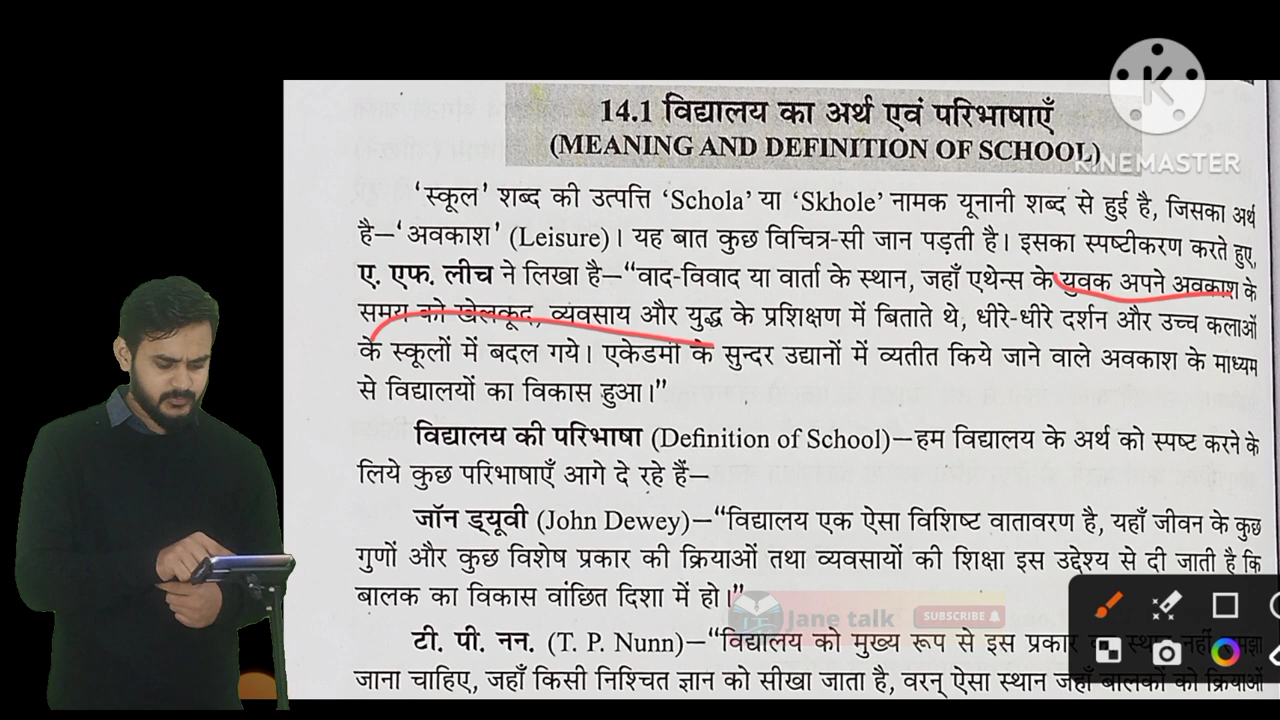 14.1 विद्यालय का अर्थ एवं परिभाषाएँ
(MEANING AND DEFINITION OF SCHOOL)
KINEMASTER
'स्कूल' शब्द की उत्पत्ति 'Schola' या 'Skhole' नामक यूनानी शब्द से हुई है, जिसका अर्थ
है—'अवकाश' (Leisure)। यह बात कुछ विचित्र-सी जान पड़ती है। इसका स्पष्टीकरण करते हुए,
ए. एफ. लीच ने लिखा है—"वाद-विवाद या वार्ता के स्थान, जहाँ एथेन्स के युवक अपने अवकाश के
समय को खेलकूद, व्यवसाय और युद्ध के प्रशिक्षण में बिताते थे, धीरे-धीरे दर्शन और उच्च कलाओं
के स्कूलों में बदल गये। एकेडमी के सुन्दर उद्यानों में व्यतीत किये जाने वाले अवकाश के माध्यम
से विद्यालयों का विकास हुआ।"
विद्यालय की परिभाषा (Definition of School)—हम विद्यालय के अर्थ को स्पष्ट करने के
लिये कुछ परिभाषाएँ आगे दे रहे हैं—
जॉन ड्यूवी (John Dewey)—"विद्यालय एक ऐसा विशिष्ट वातावरण है, यहाँ जीवन के कुछ
गुणों और कुछ विशेष प्रकार की क्रियाओं तथा व्यवसायों की शिक्षा इस उद्देश्य से दी जाती है कि
बालक का विकास वांछित दिशा में हो।"
Jane talk SUBSCRIBE
टी. पी. नन. (T. P. Nunn)—"विद्यालय को मुख्य रूप से इस प्रकार स्थान नहीं
जाना चाहिए, जहाँ किसी निश्चित ज्ञान को सीखा जाता है, वरन् ऐसा स्थान जहाँ बालकों को क्रियाओं